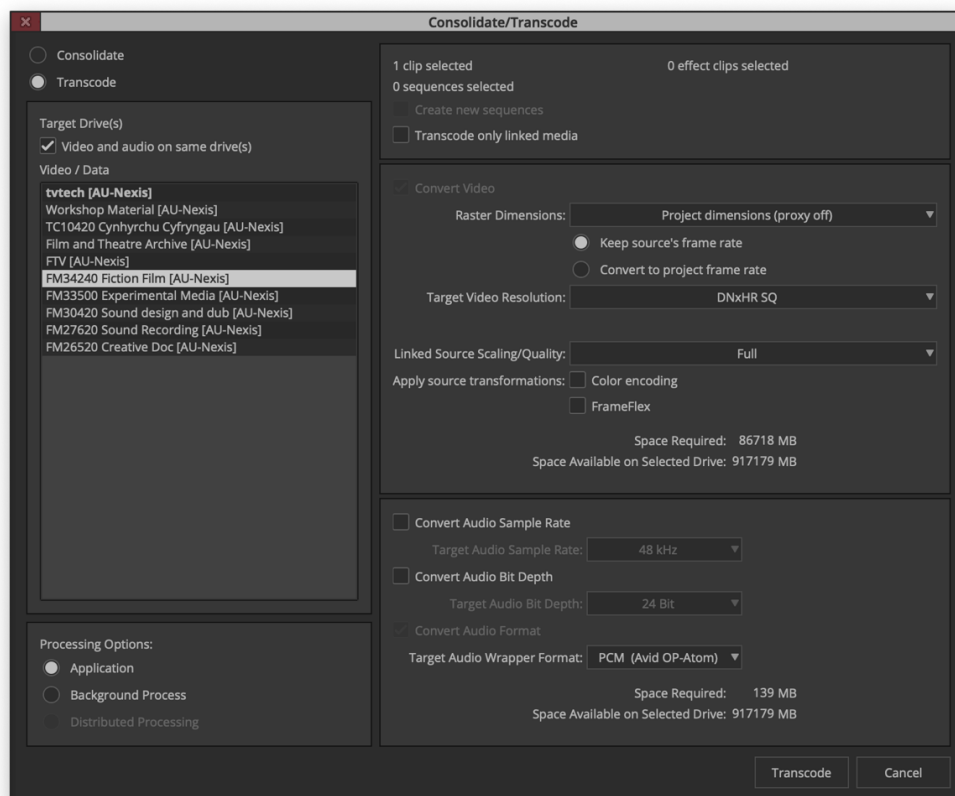 Consolidate/Transcode
Consolidate
Transcode
Target Drive(s)
Video and audio on same drive(s)
Video / Data
tvtech [AU-Nexis]
Workshop Material [AU-Nexis]
TC10420 Cynhyrchu Cyfryngau [AU-Nexis]
Film and Theatre Archive [AU-Nexis]
FTV [AU-Nexis]
FM34240 Fiction Film [AU-Nexis]
FM33500 Experimental Media [AU-Nexis]
FM30420 Sound design and dub [AU-Nexis]
FM27620 Sound Recording [AU-Nexis]
FM26520 Creative Doc [AU-Nexis]
Processing Options:
Application
Background Process
Distributed Processing
1 clip selected 0 effect clips selected
0 sequences selected
Create new sequences
Transcode only linked media
Convert Video
Raster Dimensions: Project dimensions (proxy off)
Keep source's frame rate
Convert to project frame rate
Target Video Resolution: DNxHR SQ
Linked Source Scaling/Quality: Full
Apply source transformations: Color encoding
FrameFlex
Space Required: 86718 MB
Space Available on Selected Drive: 917179 MB
Convert Audio Sample Rate
Target Audio Sample Rate: 48 kHz
Convert Audio Bit Depth
Target Audio Bit Depth: 24 Bit
Convert Audio Format
Target Audio Wrapper Format: PCM (Avid OP-Atom)
Space Required: 139 MB
Space Available on Selected Drive: 917179 MB
Transcode Cancel